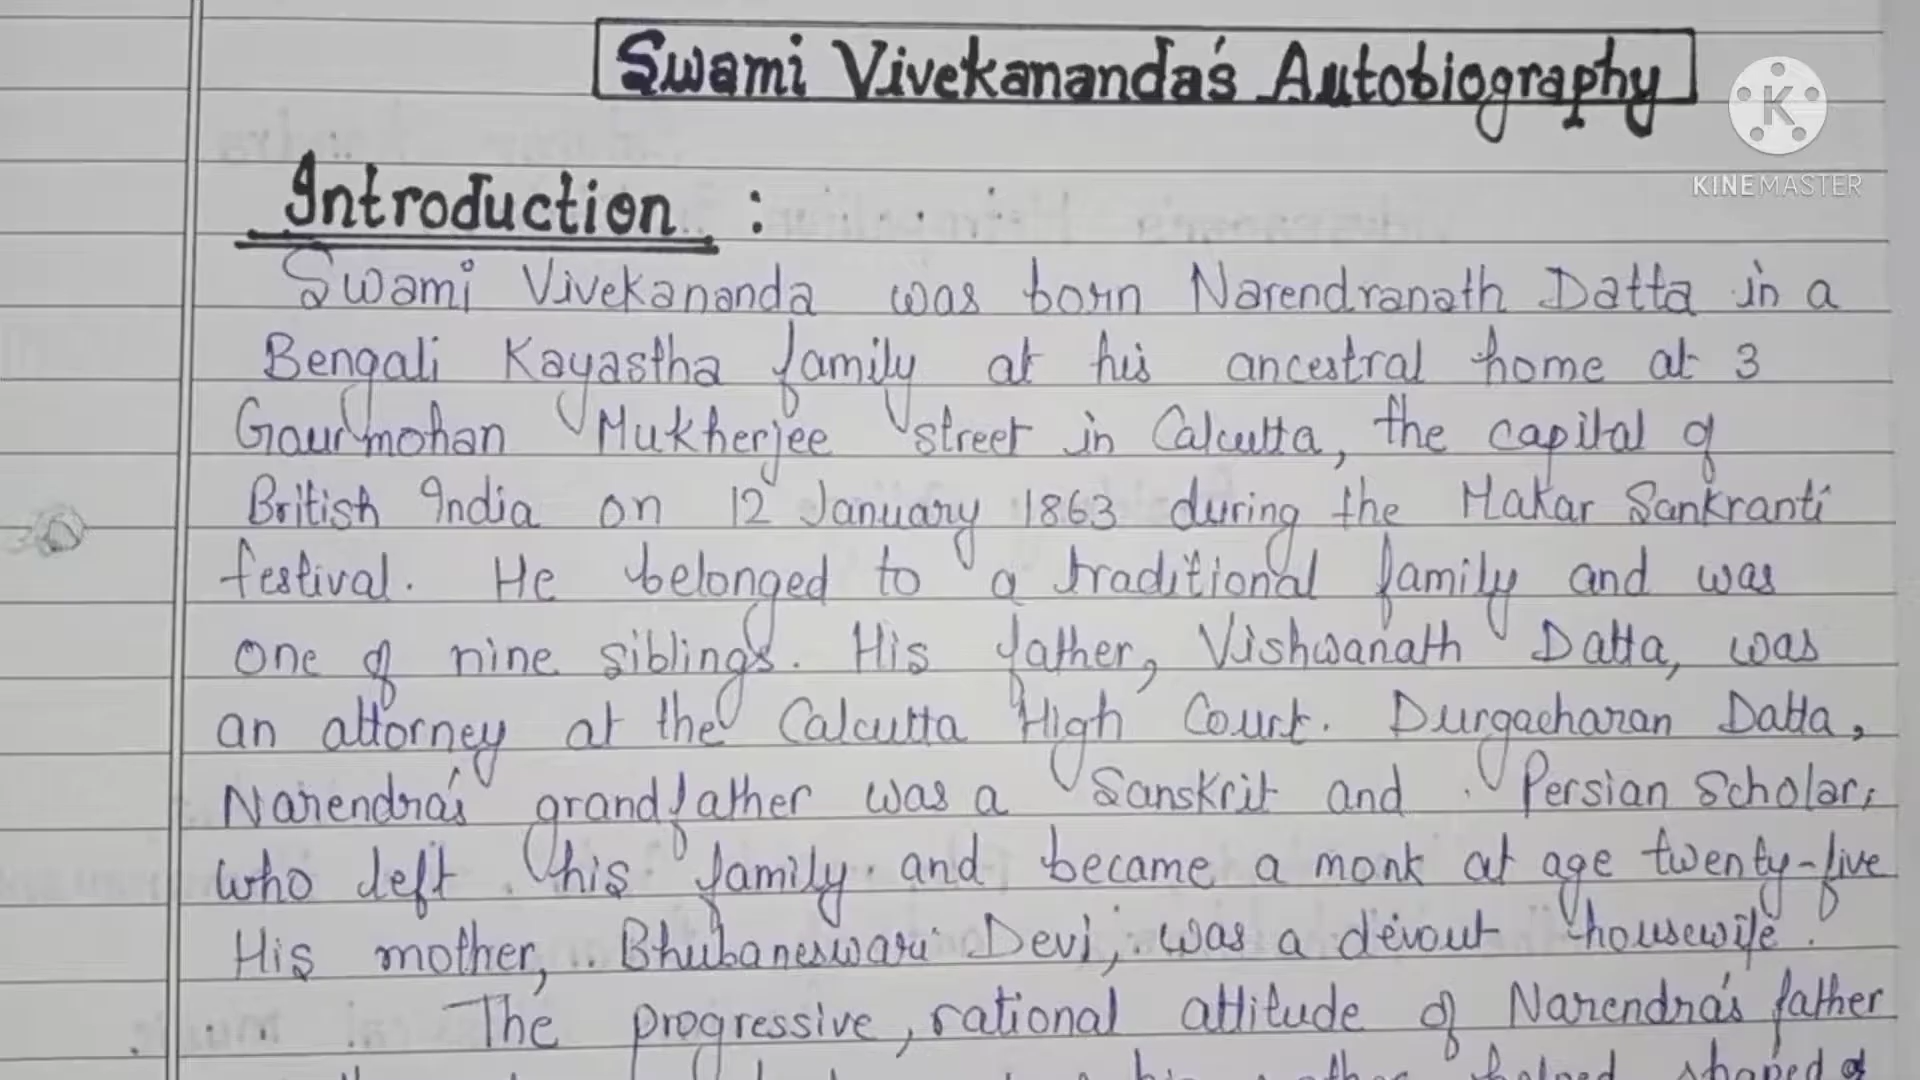 Swami Vivekananda's Autobiography
KINEMASTER
Introduction :
Swami Vivekananda was born Narendranath Datta in a
Bengali Kayastha family at his ancestral home at 3
Gourmohan Mukherjee street in Calcutta, the capital of
British India on 12 January 1863 during the Makar Sankranti
festival. He belonged to a traditional family and was
one of nine siblings. His father, Vishwanath Datta, was
an attorney at the Calcutta High Court. Durgacharan Datta,
Narendra's grandfather was a Sanskrit and Persian Scholar,
who left his family and became a monk at age twenty-five
His mother, Bhubaneswari Devi, was a devout housewife.
The progressive, rational attitude of Narendra's father
his mother helped shaped